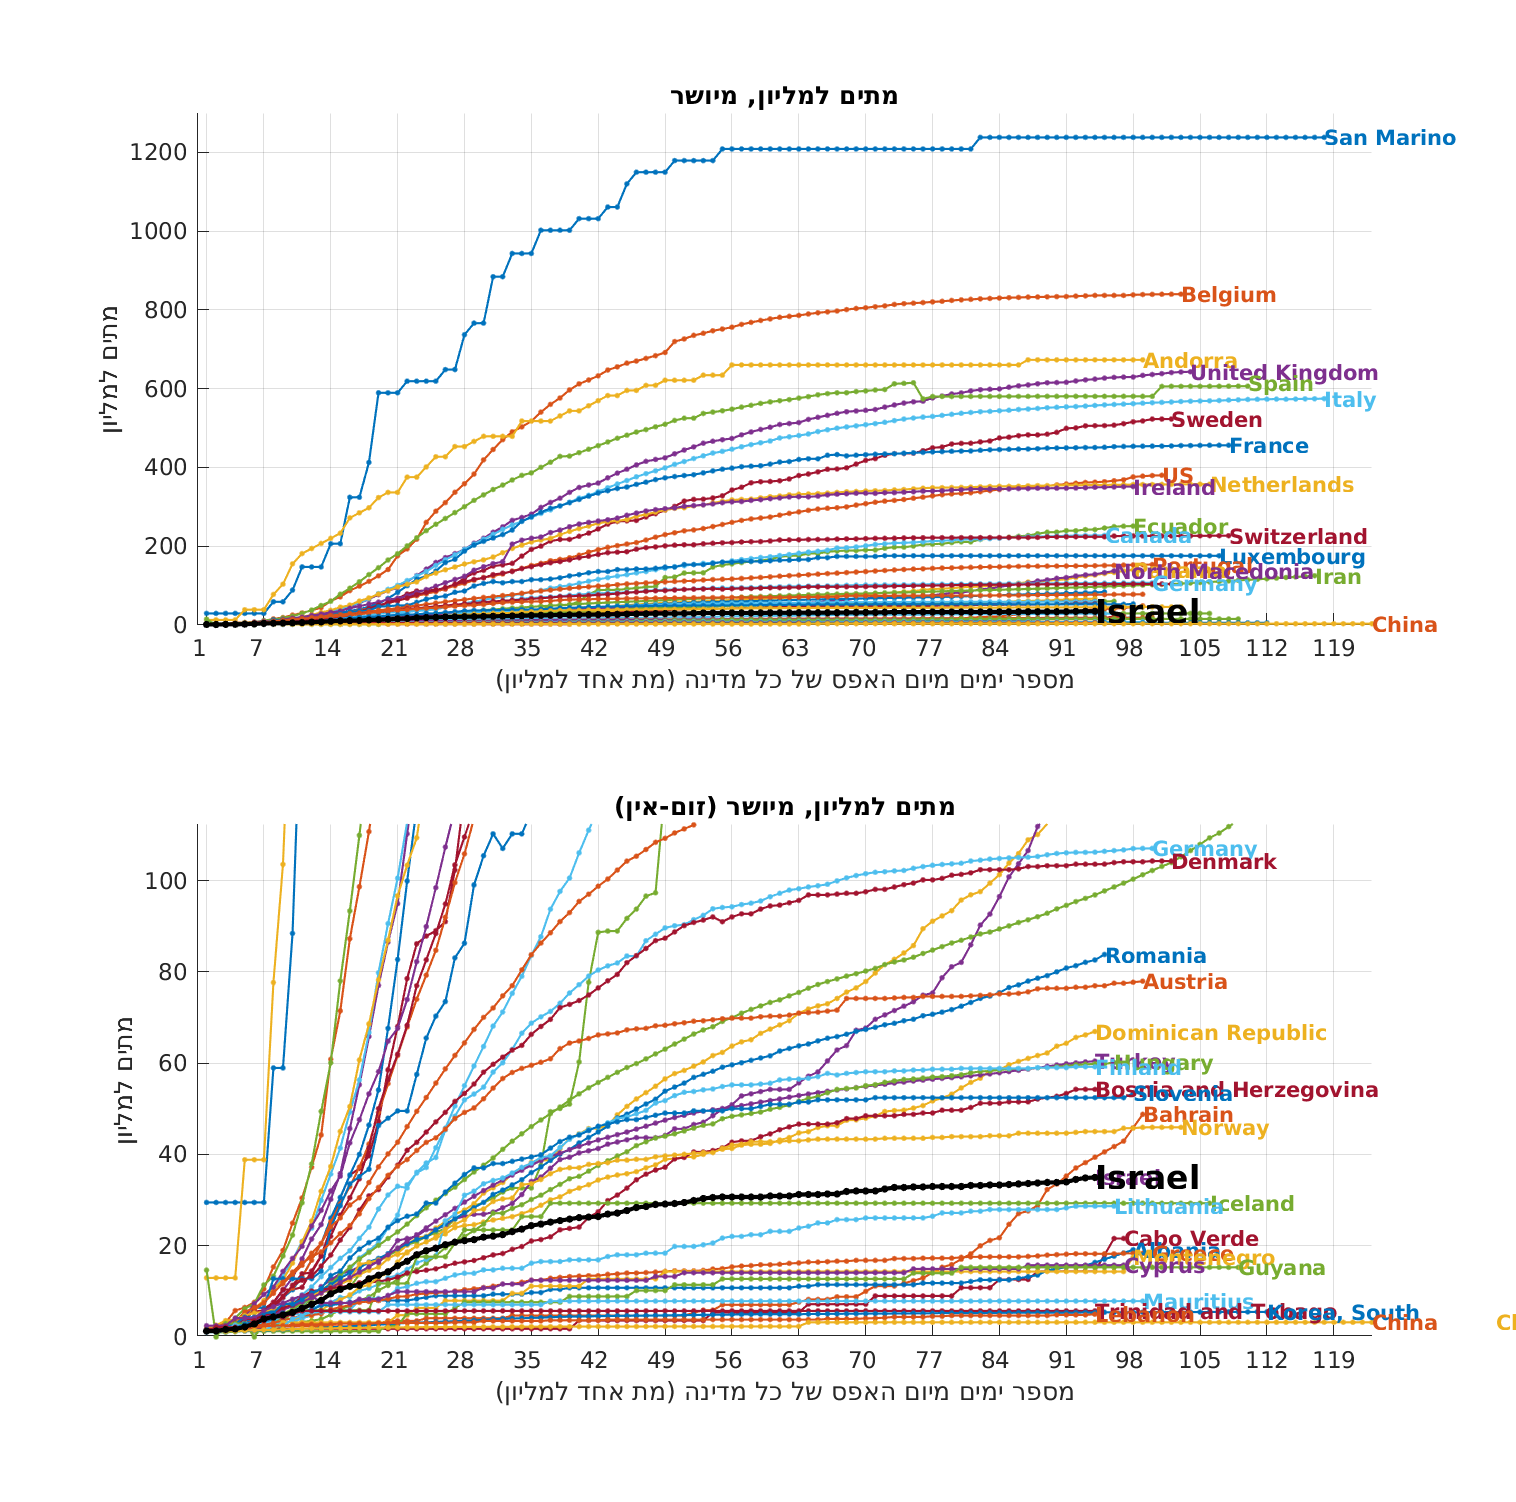 מתים למליון, מיושר
מתים למליון
1200
1000
800
600
400
200
0
San Marino
Belgium
Andorra
United Kingdom
Spain
Italy
Sweden
France
US
Netherlands
Ireland
Ecuador
Canada
Switzerland
Luxembourg
Portugal
North Macedonia
Iran
Germany
Israel
China
1 7 14 21 28 35 42 49 56 63 70 77 84 91 98 105 112 119
מספר ימים מיום האפס של כל מדינה (מת אחד למליון)
מתים למליון, מיושר (זום-אין)
מתים למליון
100
80
60
40
20
0
Germany
Denmark
Romania
Austria
Dominican Republic
Turkey
Hungary
Finland
Bosnia and Herzegovina
Slovenia
Bahrain
Norway
Israel
Israel
Iceland
Lithuania
Cabo Verde
Montenegro
Cyprus
Guyana
Mauritius
Trinidad and Tobago
Korea, South
Lebanon
China
Ch
1 7 14 21 28 35 42 49 56 63 70 77 84 91 98 105 112 119
מספר ימים מיום האפס של כל מדינה (מת אחד למליון)